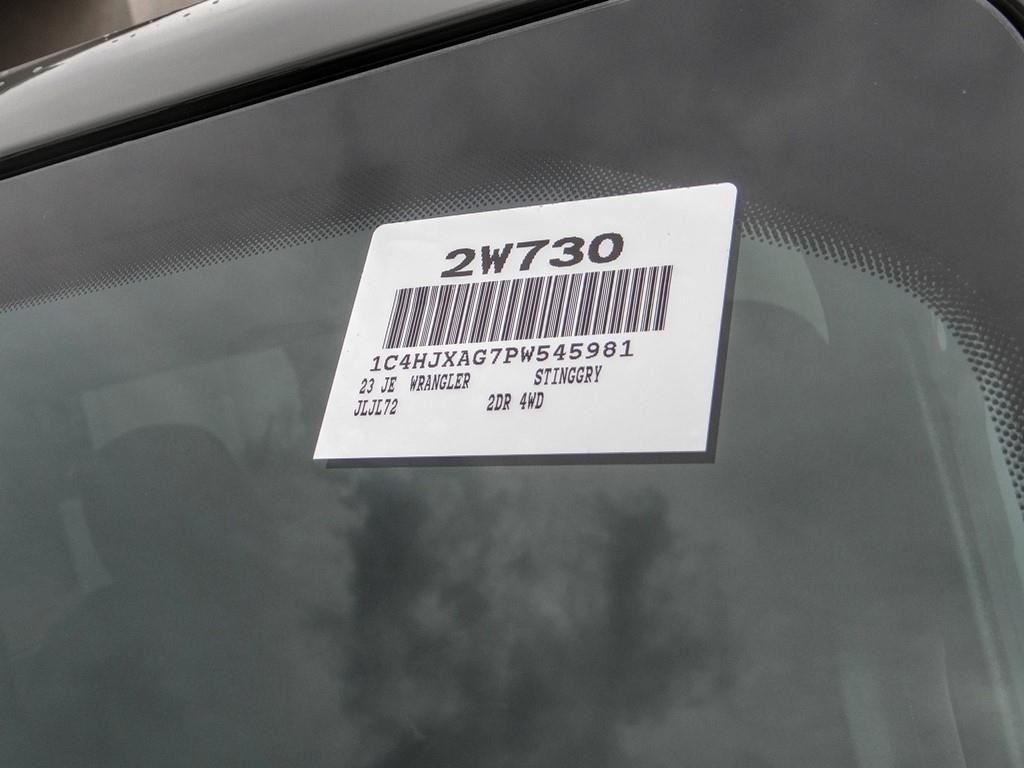 2W730
1C4HJXAG7PW545981
23 JE WRANGLER STINGGRY
JLJL72 2DR 4WD